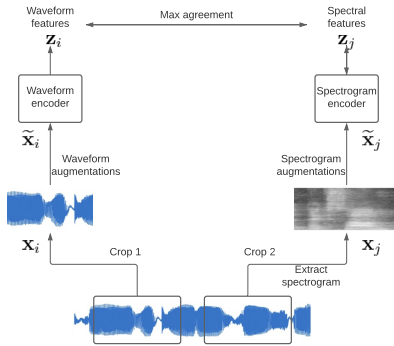 Waveform
features
Max agreement
Spectral
features
z_i
z_j
Waveform
encoder
Spectrogram
encoder
x̃_i
x̃_j
Waveform
augmentations
Spectrogram
augmentations
x_i
x_j
Crop 1
Crop 2
Extract
spectrogram